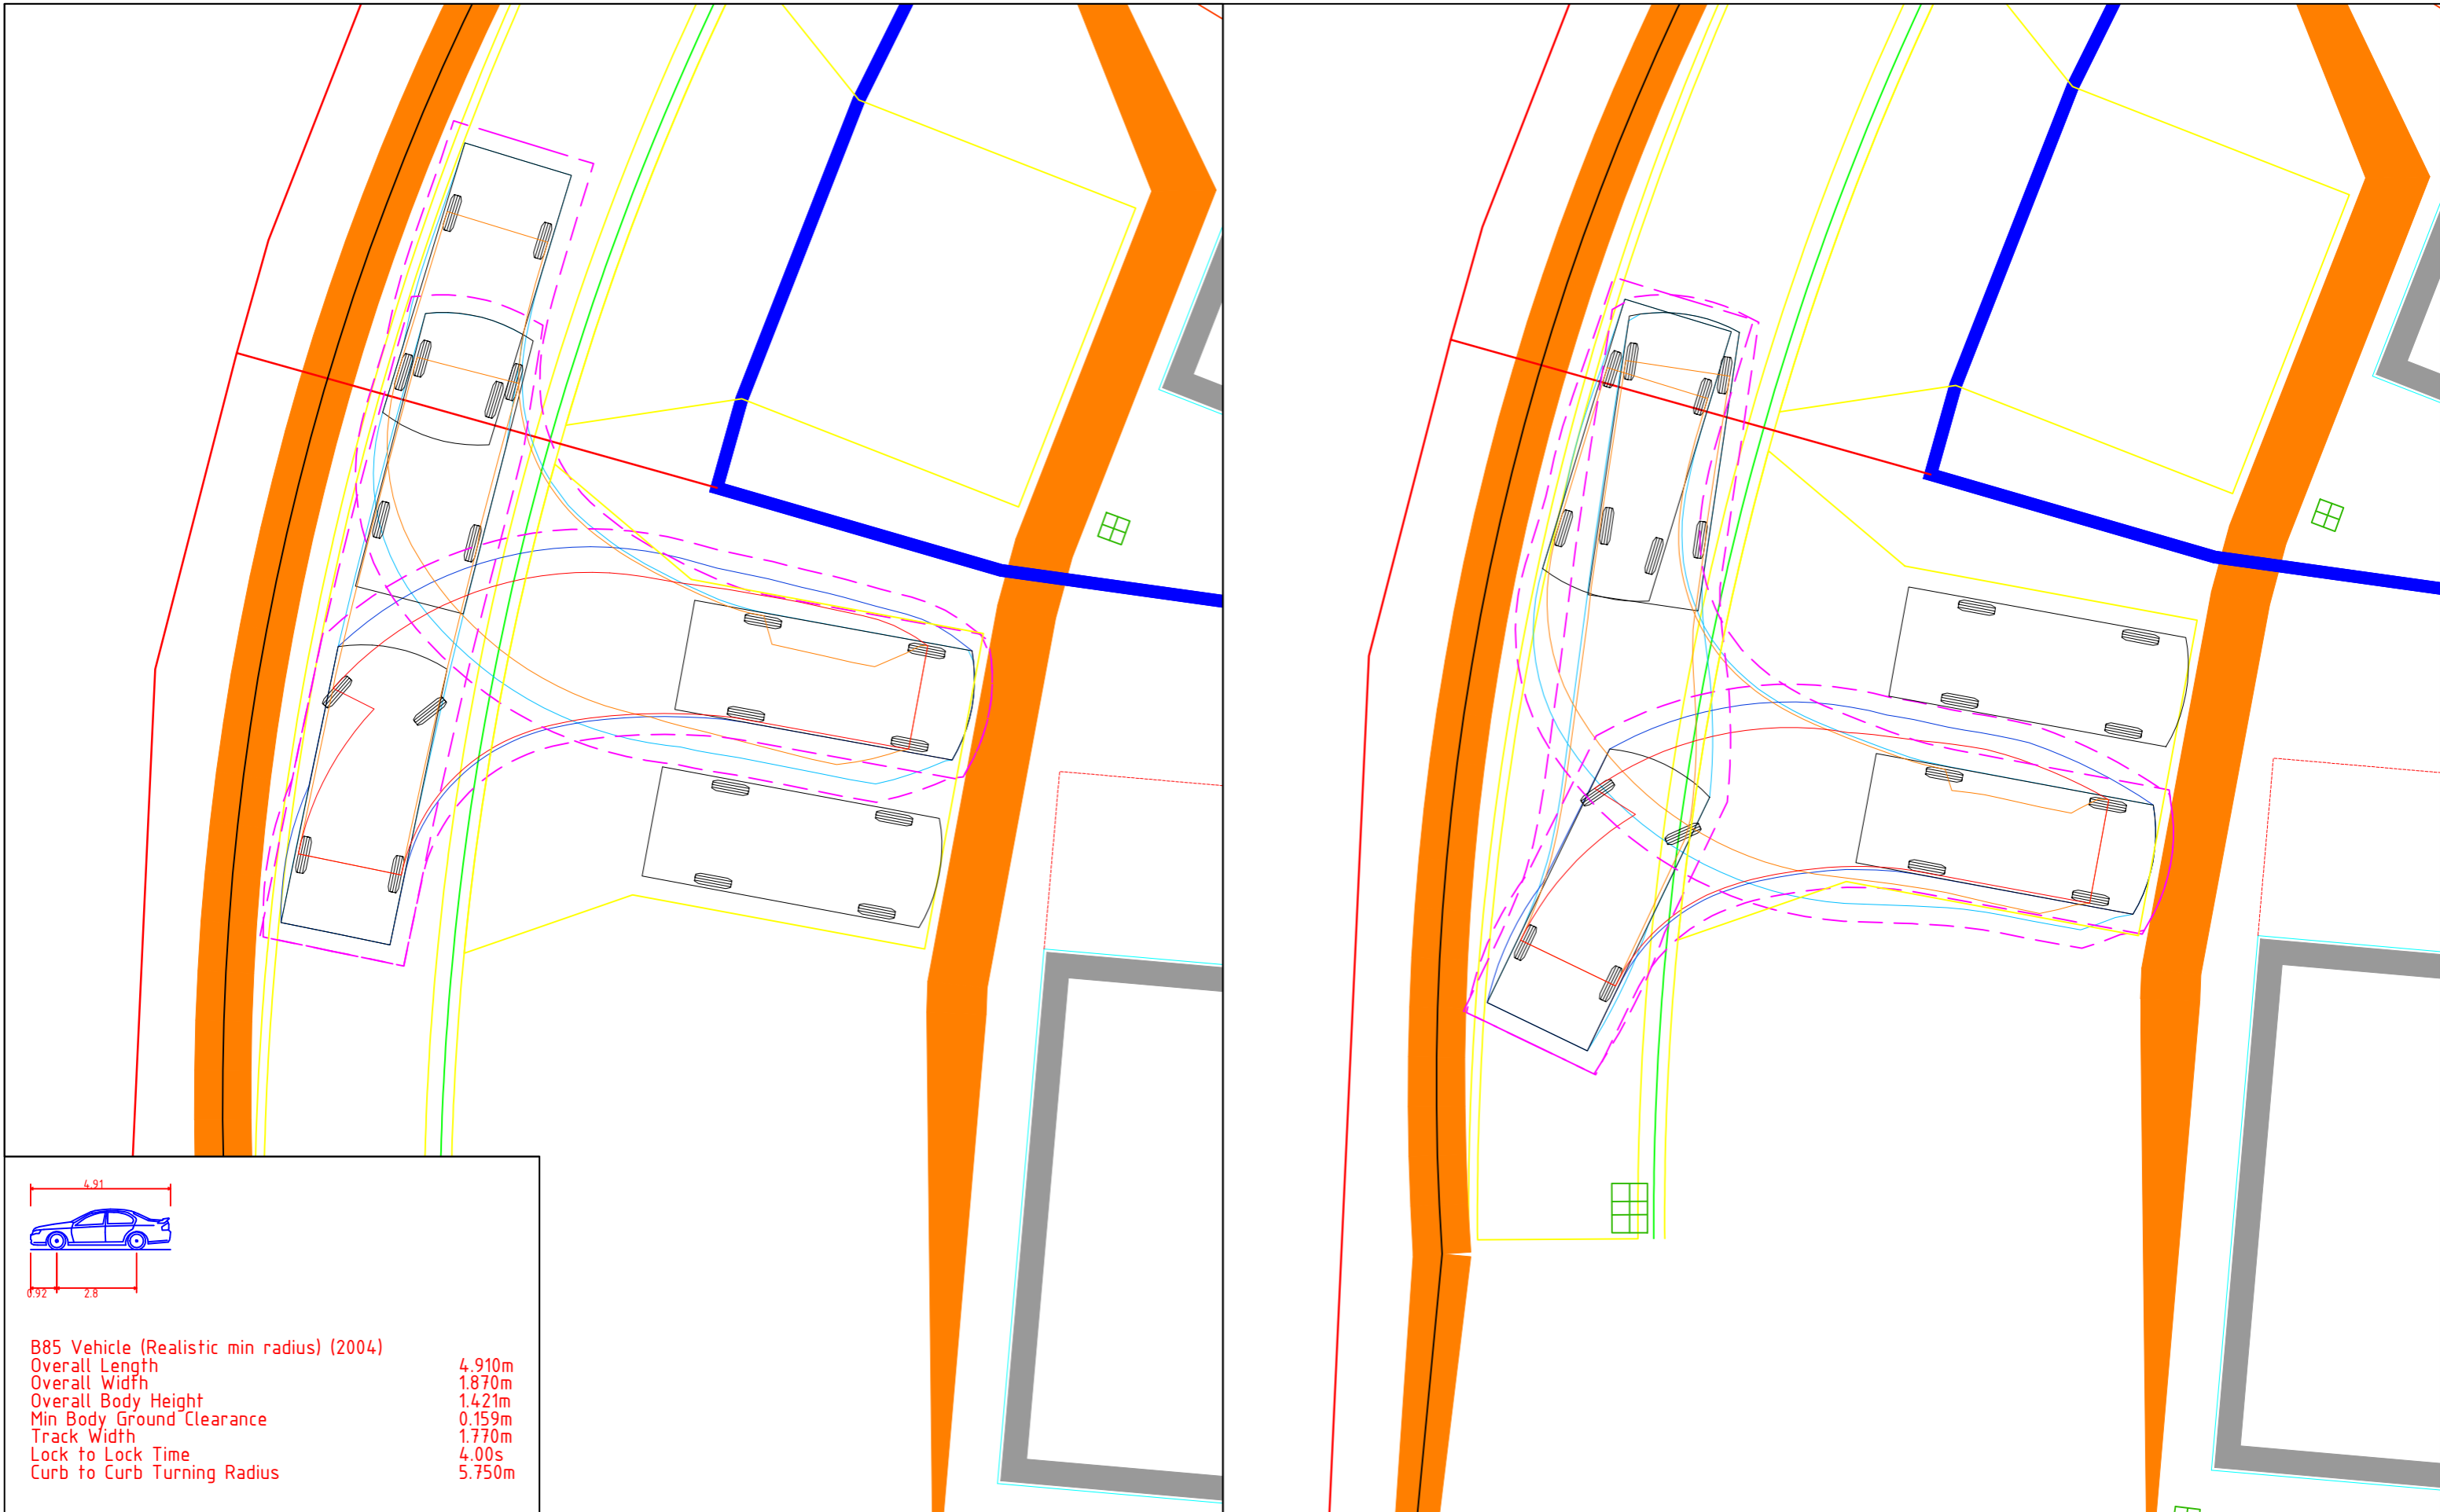 4.91
0.92 2.8
B85 Vehicle (Realistic min radius) (2004)
Overall Length 4.910m
Overall Width 1.870m
Overall Body Height 1.421m
Min Body Ground Clearance 0.159m
Track Width 1.770m
Lock to Lock Time 4.00s
Curb to Curb Turning Radius 5.750m